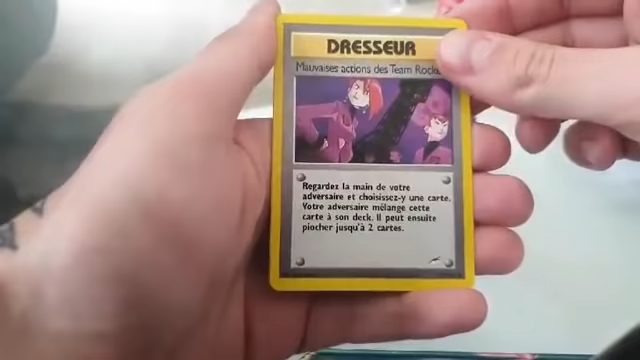 DRESSEUR
Mauvaises actions des Team
Regardez la main de votre
adversaire et choisissez-y une carte.
Votre adversaire mélange cette
carte à son deck. Il peut ensuite
piocher jusqu'à 2 cartes.